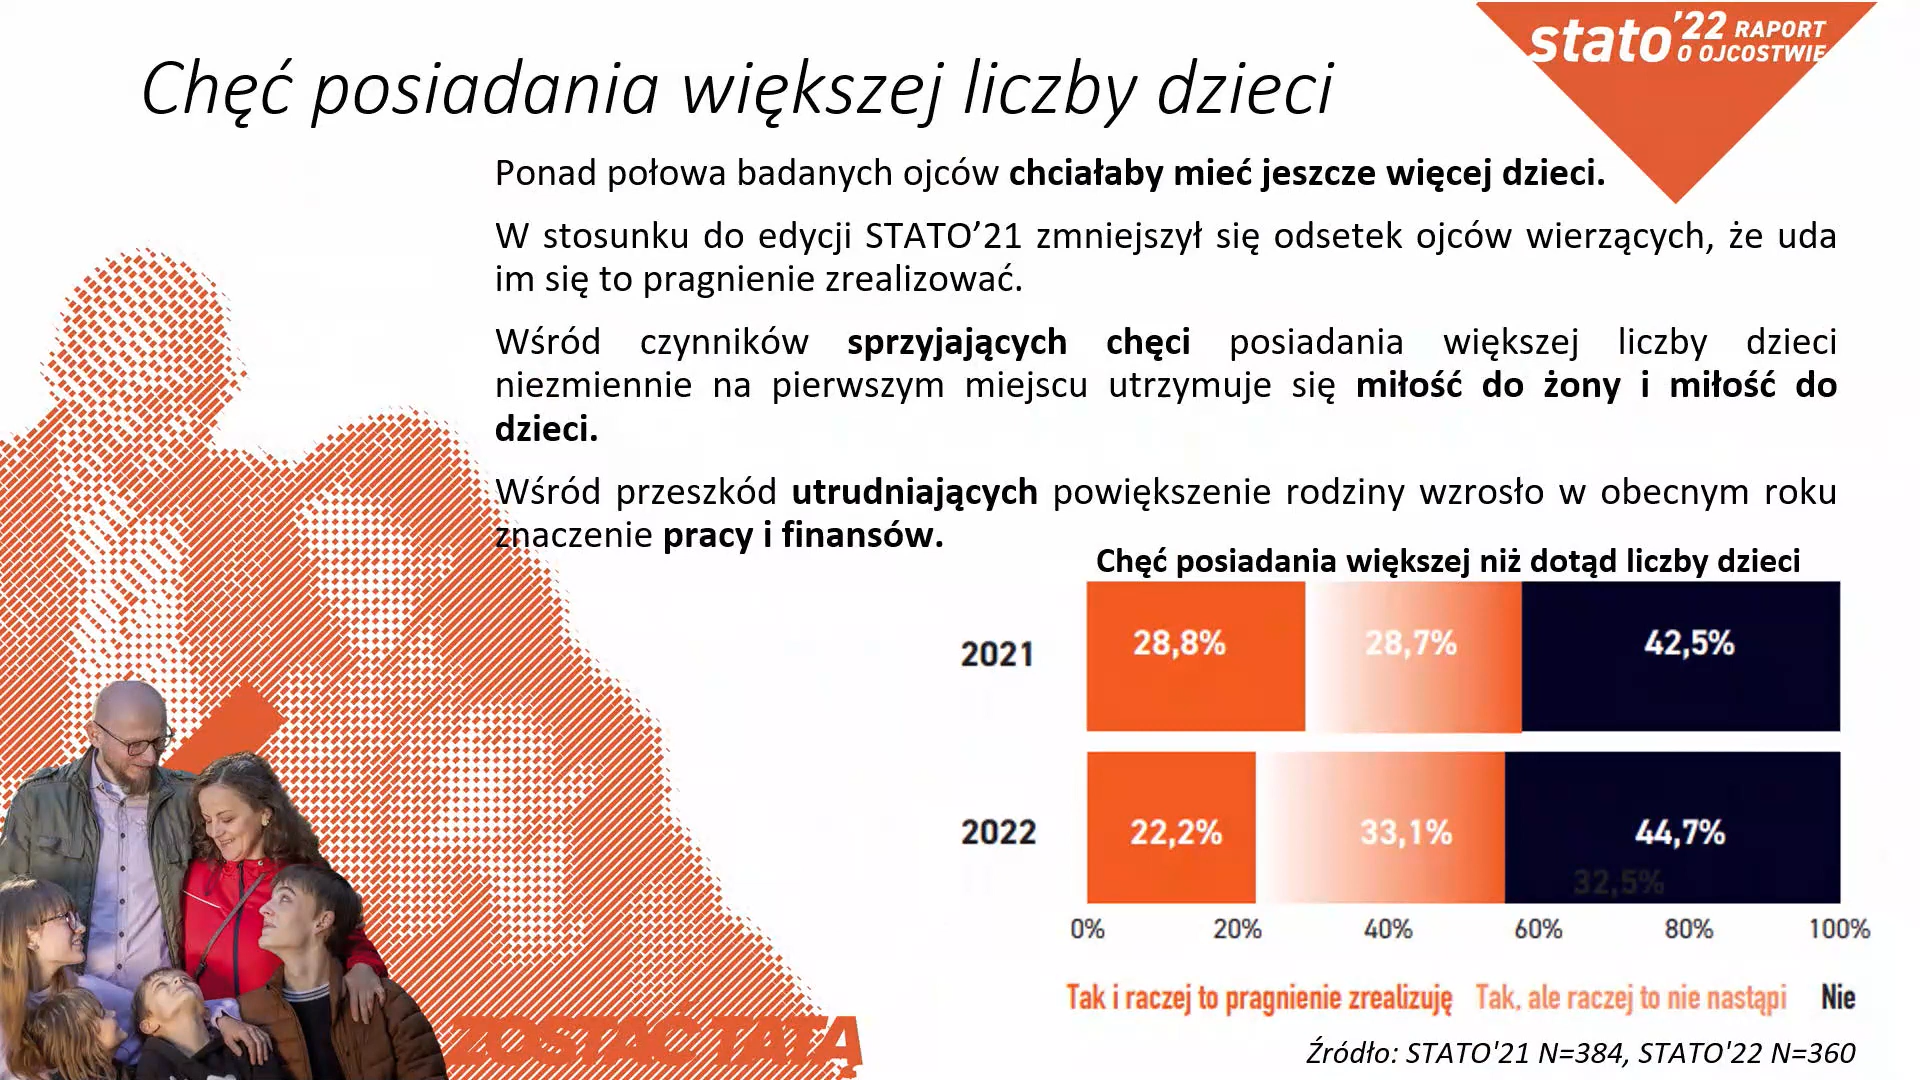 stato '22 RAPORT
O OJCOSTWIE
Chęć posiadania większej liczby dzieci
Ponad połowa badanych ojców chciałaby mieć jeszcze więcej dzieci.
W stosunku do edycji STATO’21 zmniejszył się odsetek ojców wierzących, że uda
im się to pragnienie zrealizować.
Wśród czynników sprzyjających chęci posiadania większej liczby dzieci
niezmiennie na pierwszym miejscu utrzymuje się miłość do żony i miłość do
dzieci.
Wśród przeszkód utrudniających powiększenie rodziny wzrosło w obecnym roku
znaczenie pracy i finansów.
Chęć posiadania większej niż dotąd liczby dzieci
2021 28,8% 28,7% 42,5%
2022 22,2% 33,1% 44,7%
32,5%
0% 20% 40% 60% 80% 100%
Tak i raczej to pragnienie zrealizuję Tak, ale raczej to nie nastąpi Nie
ZOSTAĆ TATĄ
Źródło: STATO'21 N=384, STATO'22 N=360